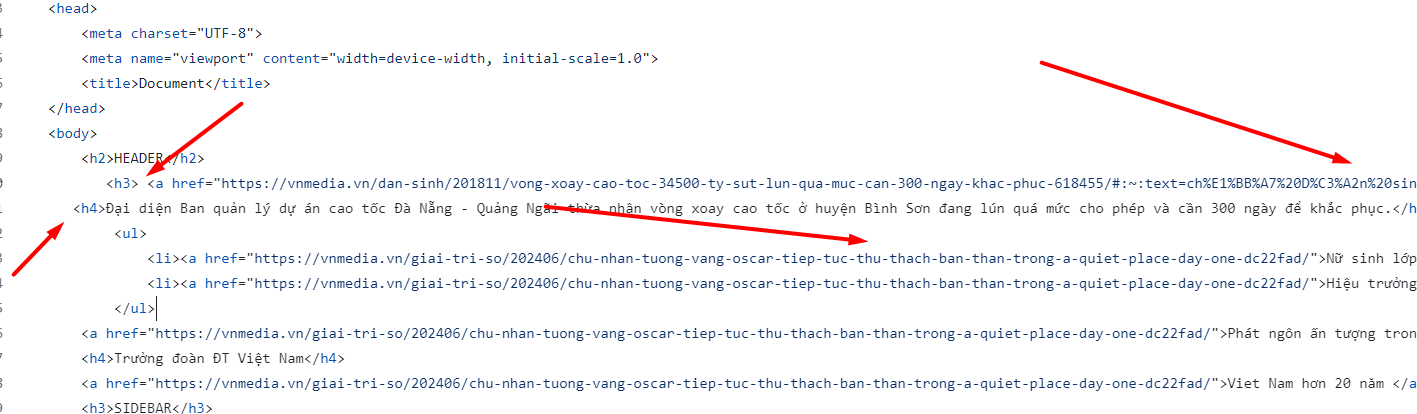 3 <head>
4 <meta charset="UTF-8">
5 <meta name="viewport" content="width=device-width, initial-scale=1.0">
6 <title>Document</title>
7 </head>
8 <body>
9 <h2>HEADER</h2>
0 <h3> <a href="https://vnmedia.vn/dan-sinh/201811/vong-xoay-cao-toc-34500-ty-sut-lun-qua-muc-can-300-ngay-khac-phuc-618455/#:~:text=ch%E1%BB%A7%20D%C3%A2n%20sin
1 <h4>Đại diện Ban quản lý dự án cao tốc Đà Nẵng - Quảng Ngãi thừa nhận vòng xoay cao tốc ở huyện Bình Sơn đang lún quá mức cho phép và cần 300 ngày để khắc phục.</h
2 <ul>
3 <li><a href="https://vnmedia.vn/giai-tri-so/202406/chu-nhan-tuong-vang-oscar-tiep-tuc-thu-thach-ban-than-trong-a-quiet-place-day-one-dc22fad/">Nữ sinh lớp
4 <li><a href="https://vnmedia.vn/giai-tri-so/202406/chu-nhan-tuong-vang-oscar-tiep-tuc-thu-thach-ban-than-trong-a-quiet-place-day-one-dc22fad/">Hiệu trưởng
5 </ul>
6 <a href="https://vnmedia.vn/giai-tri-so/202406/chu-nhan-tuong-vang-oscar-tiep-tuc-thu-thach-ban-than-trong-a-quiet-place-day-one-dc22fad/">Phát ngôn ấn tượng tron
7 <h4>Trưởng đoàn ĐT Việt Nam</h4>
8 <a href="https://vnmedia.vn/giai-tri-so/202406/chu-nhan-tuong-vang-oscar-tiep-tuc-thu-thach-ban-than-trong-a-quiet-place-day-one-dc22fad/">Viet Nam hơn 20 năm </a
9 <h3>SIDEBAR</h3>